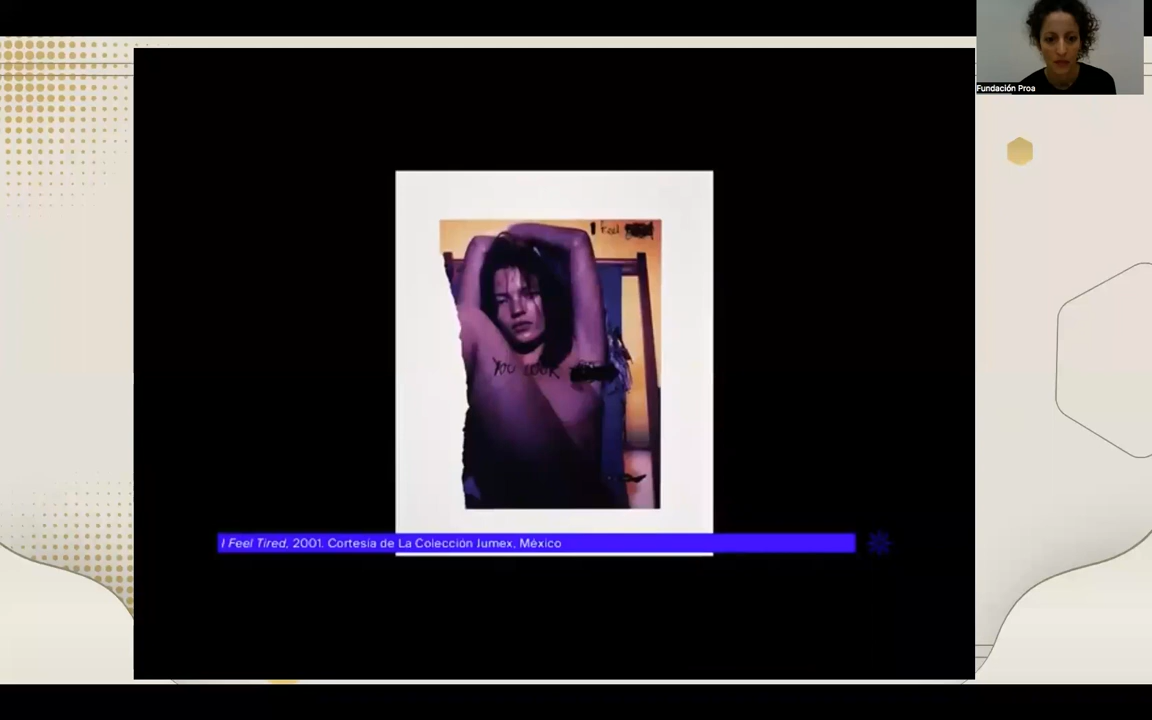 Fundación Proa
I feel
YOU LOOK
I Feel Tired, 2001. Cortesía de La Colección Jumex, México